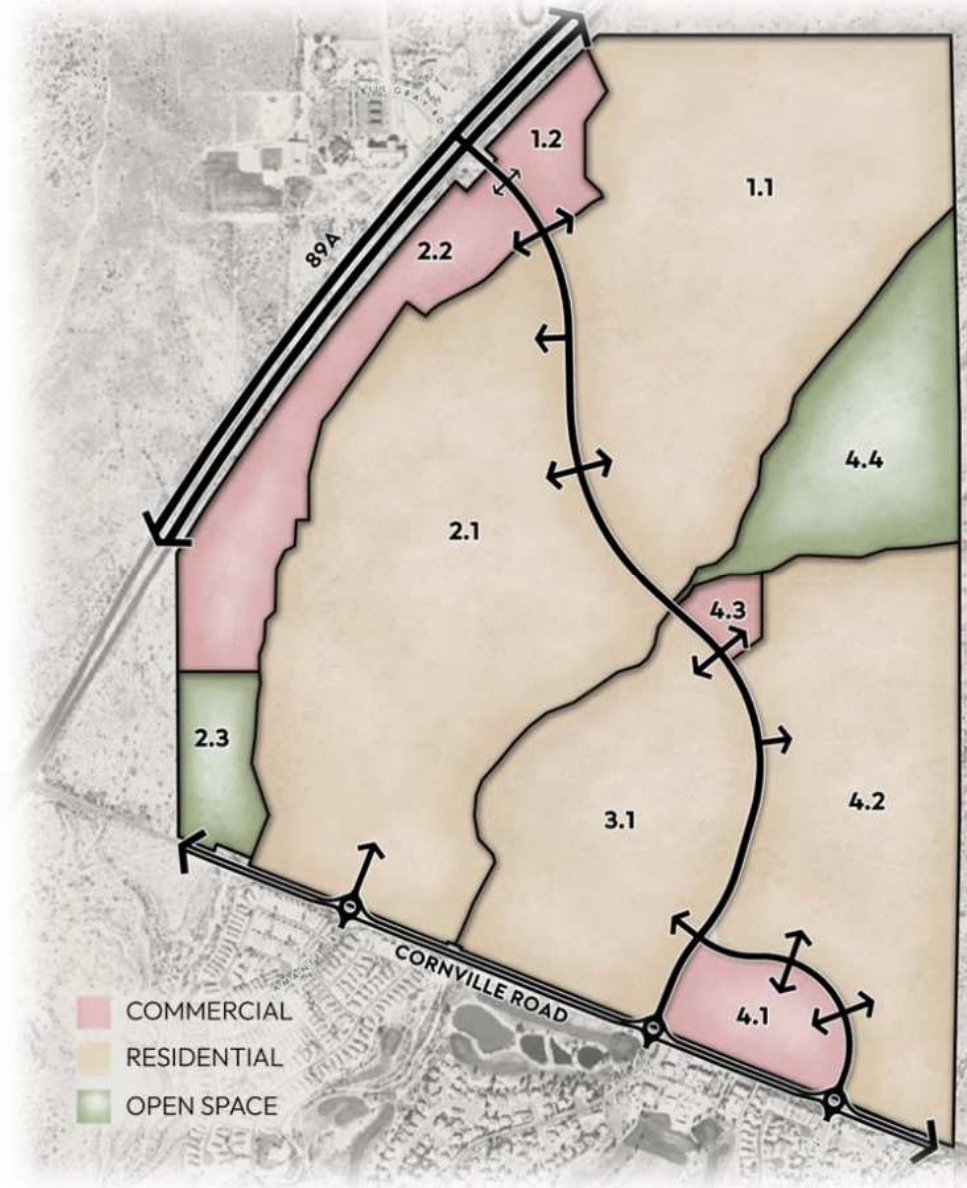 1.2
1.1
89A
2.2
4.4
2.1
4.3
2.3
4.2
3.1
CORNVILLE ROAD
4.1
COMMERCIAL
RESIDENTIAL
OPEN SPACE